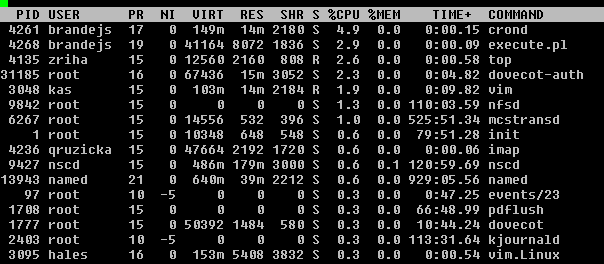 PID USER PR NI VIRT RES SHR S %CPU %MEM TIME+ COMMAND
4261 brandejs 17 0 149m 14m 2180 S 4.9 0.0 0:00.15 crond
4268 brandejs 19 0 41164 8072 1836 S 2.9 0.0 0:00.09 execute.pl
4135 zriha 15 0 12560 2160 808 R 2.6 0.0 0:00.58 top
31185 root 16 0 67436 15m 3052 S 2.3 0.0 0:04.82 dovecot-auth
3048 kas 15 0 103m 14m 2184 R 1.9 0.0 0:09.82 vim
9842 root 15 0 0 0 0 S 1.3 0.0 110:03.59 nfsd
6267 root 15 0 14556 532 396 S 1.0 0.0 525:51.34 mcstransd
1 root 15 0 10348 648 548 S 0.6 0.0 79:51.28 init
4236 qruzicka 15 0 47664 2192 1720 S 0.6 0.0 0:00.06 imap
9427 nscd 15 0 486m 179m 3000 S 0.6 0.1 120:59.69 nscd
13943 named 21 0 640m 39m 2212 S 0.6 0.0 929:05.56 named
97 root 10 -5 0 0 0 S 0.3 0.0 0:47.25 events/23
1708 root 15 0 0 0 0 S 0.3 0.0 66:48.99 pdflush
1777 root 15 0 50392 1484 580 S 0.3 0.0 10:44.24 dovecot
2403 root 10 -5 0 0 0 S 0.3 0.0 113:31.64 kjournald
3095 hales 16 0 153m 5408 3832 S 0.3 0.0 0:00.54 vim.Linux